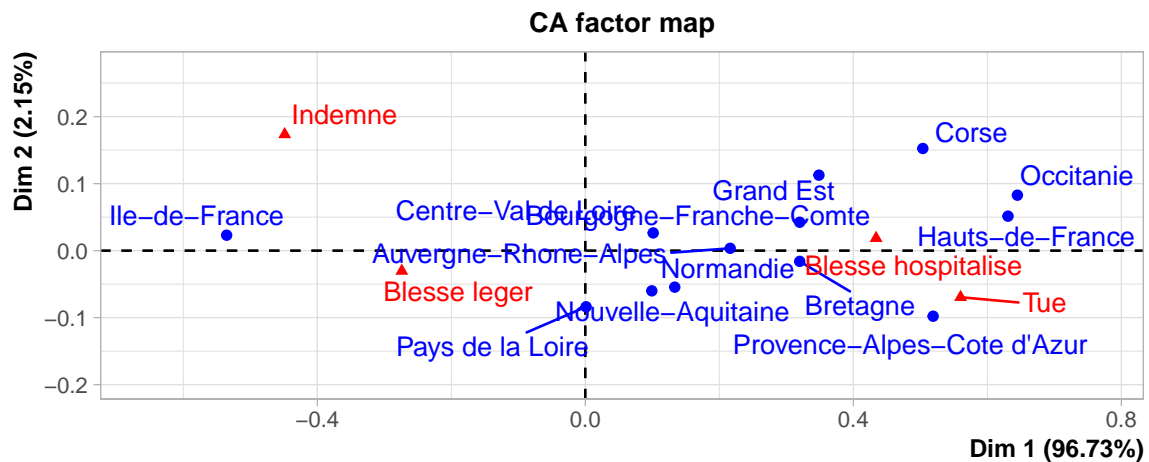 CA factor map
Dim 2 (2.15%)
0.2
0.1
0.0
−0.1
−0.2
Indemne
Corse
Occitanie
Grand Est
Ile−de−France
Centre−Val de Loire
Bourgogne−Franche−Comte
Hauts−de−France
Auvergne−Rhone−Alpes
Normandie
Blesse hospitalise
Blesse leger
Bretagne
Tue
Nouvelle−Aquitaine
Pays de la Loire
Provence−Alpes−Cote d'Azur
−0.4
0.0
0.4
0.8
Dim 1 (96.73%)